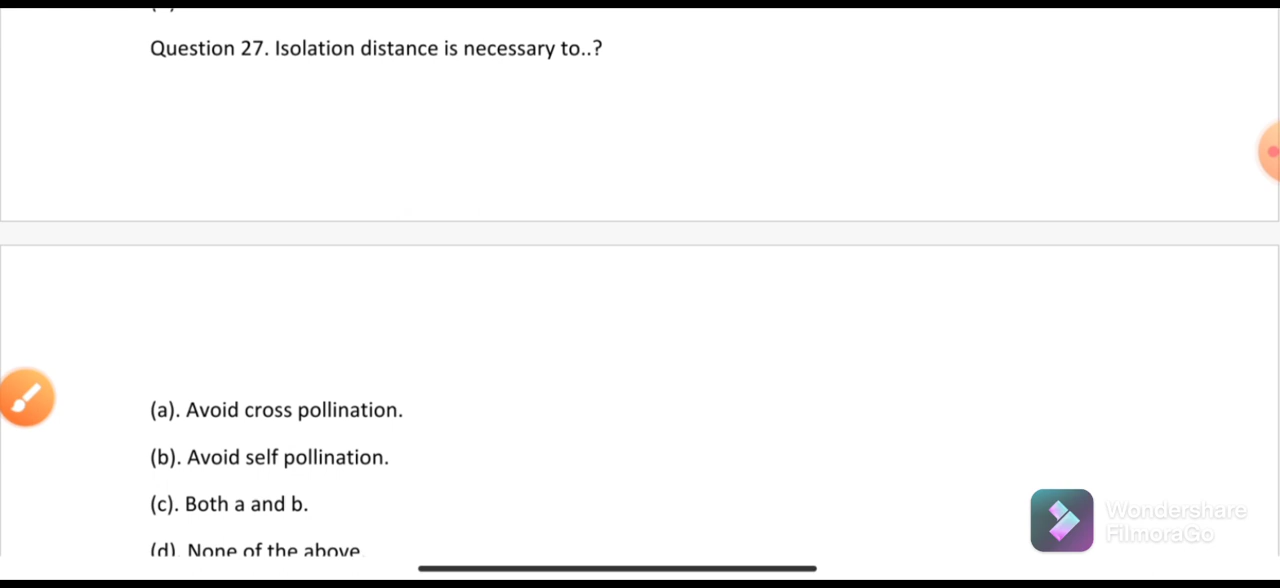 Question 27. Isolation distance is necessary to..?
(a). Avoid cross pollination.
(b). Avoid self pollination.
(c). Both a and b.
(d). None of the above.
Wondershare
FilmoraGo